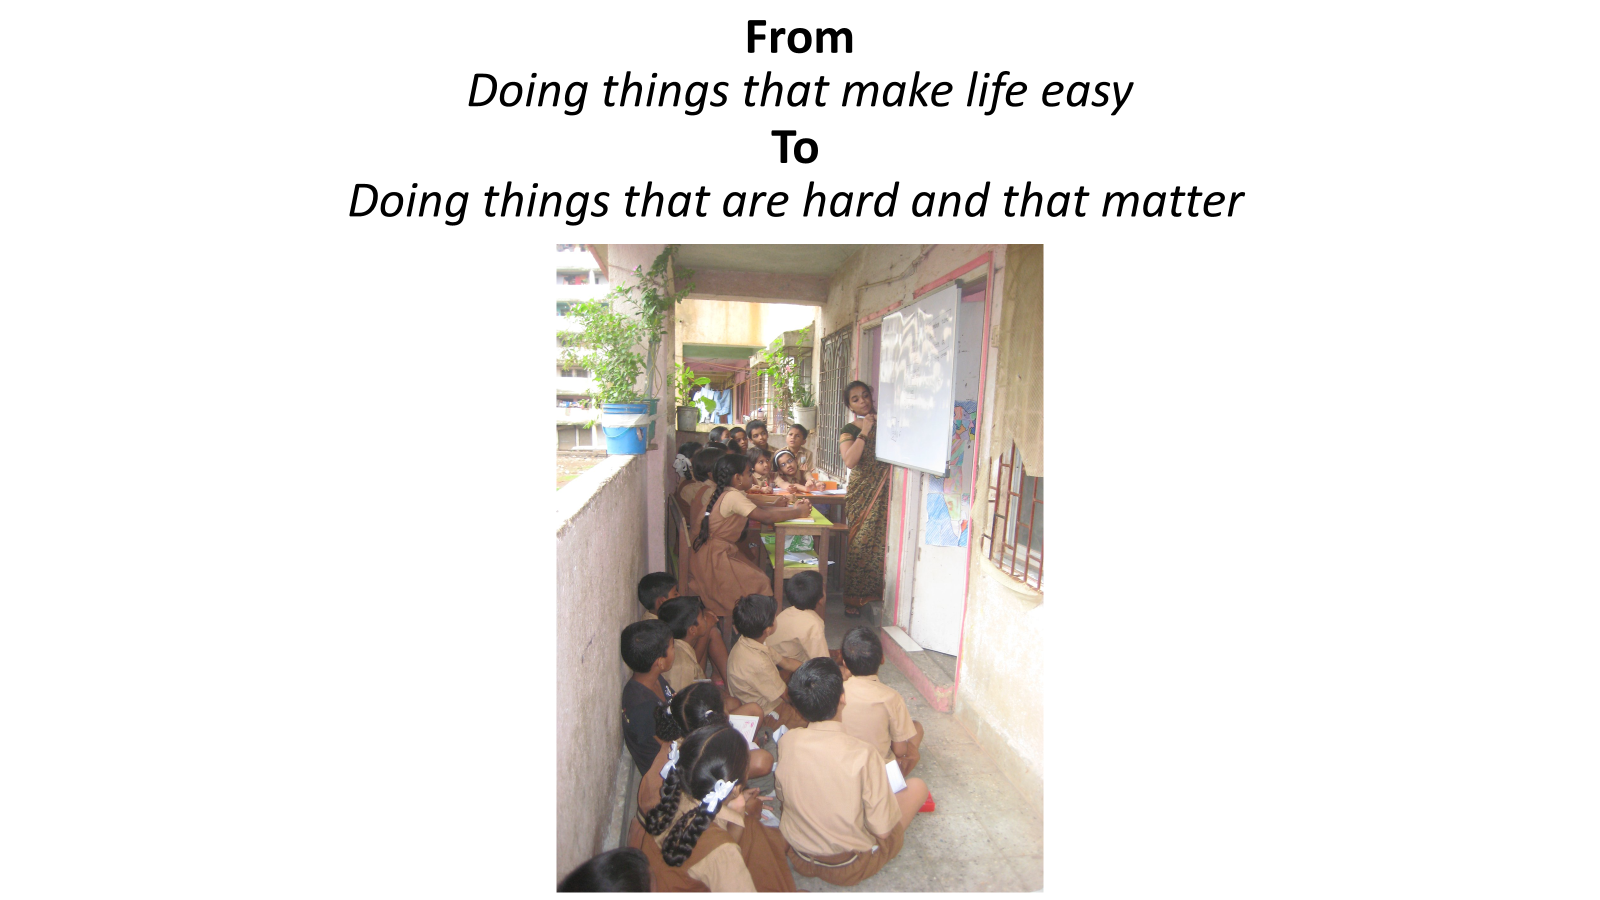 From
Doing things that make life easy
To
Doing things that are hard and that matter